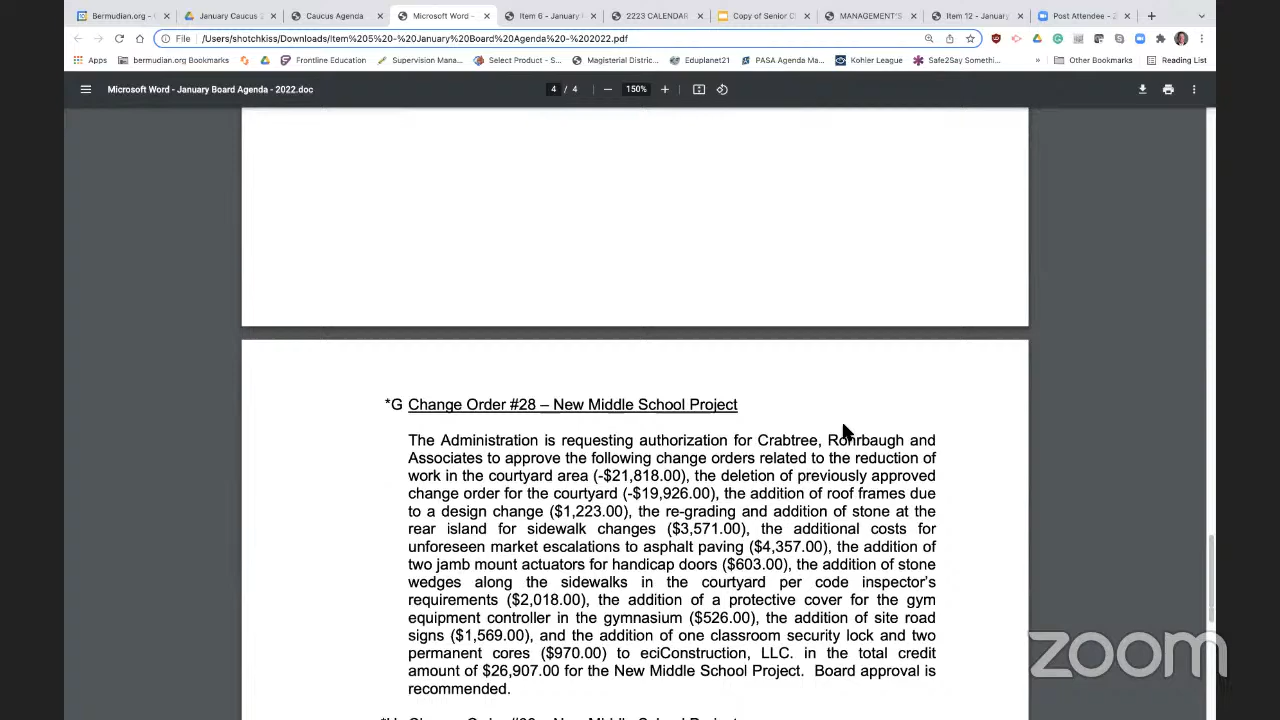 Bermudian.org -
January Caucus 2
Caucus Agenda
Microsoft Word -
Item 6 - January
2223 CALENDAR
Copy of Senior C
MANAGEMENT'S
Item 12 - January
Post Attendee - Z
File /Users/shotchkiss/Downloads/Item%205%20-%20January%20Board%20Agenda%20-%202022.pdf
Apps bermudian.org Bookmarks Frontline Education Supervision Mana... Select Product - S... Magisterial Distric... Eduplanet21 PASA Agenda Ma... Kohler League Safe2Say Somethi... » Other Bookmarks Reading List
Microsoft Word - January Board Agenda - 2022.doc 4 / 4 — 150% +
*G Change Order #28 – New Middle School Project
The Administration is requesting authorization for Crabtree, Rohrbaugh and
Associates to approve the following change orders related to the reduction of
work in the courtyard area (-$21,818.00), the deletion of previously approved
change order for the courtyard (-$19,926.00), the addition of roof frames due
to a design change ($1,223.00), the re-grading and addition of stone at the
rear island for sidewalk changes ($3,571.00), the additional costs for
unforeseen market escalations to asphalt paving ($4,357.00), the addition of
two jamb mount actuators for handicap doors ($603.00), the addition of stone
wedges along the sidewalks in the courtyard per code inspector's
requirements ($2,018.00), the addition of a protective cover for the gym
equipment controller in the gymnasium ($526.00), the addition of site road
signs ($1,569.00), and the addition of one classroom security lock and two
permanent cores ($970.00) to eciConstruction, LLC. in the total credit
amount of $26,907.00 for the New Middle School Project. Board approval is
recommended.
zoom